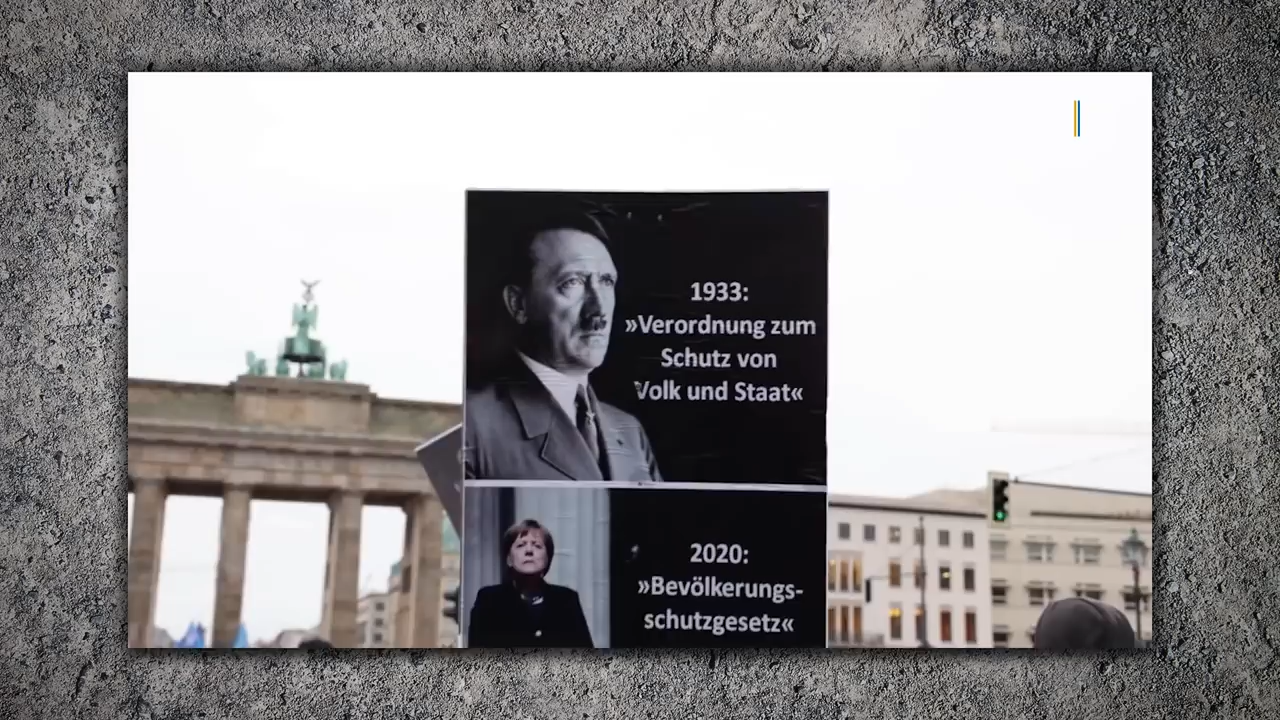 1933:
»Verordnung zum
Schutz von
Volk und Staat«
2020:
»Bevölkerungs-
schutzgesetz«